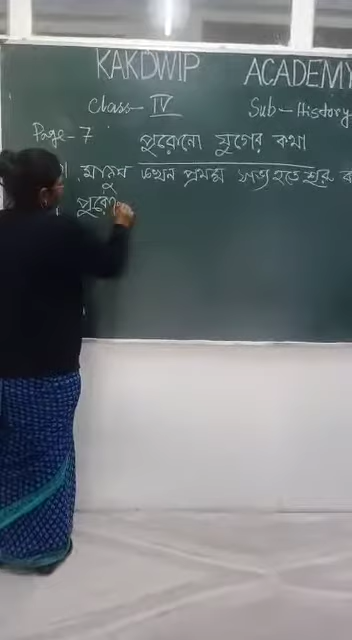 KAKDWIP ACADEMY
Class - IV Sub - History
Page - 7
পুরোনো যুগের কথা
মানুষ তখন প্রথম সভ্য হতে শুরু
পুরো